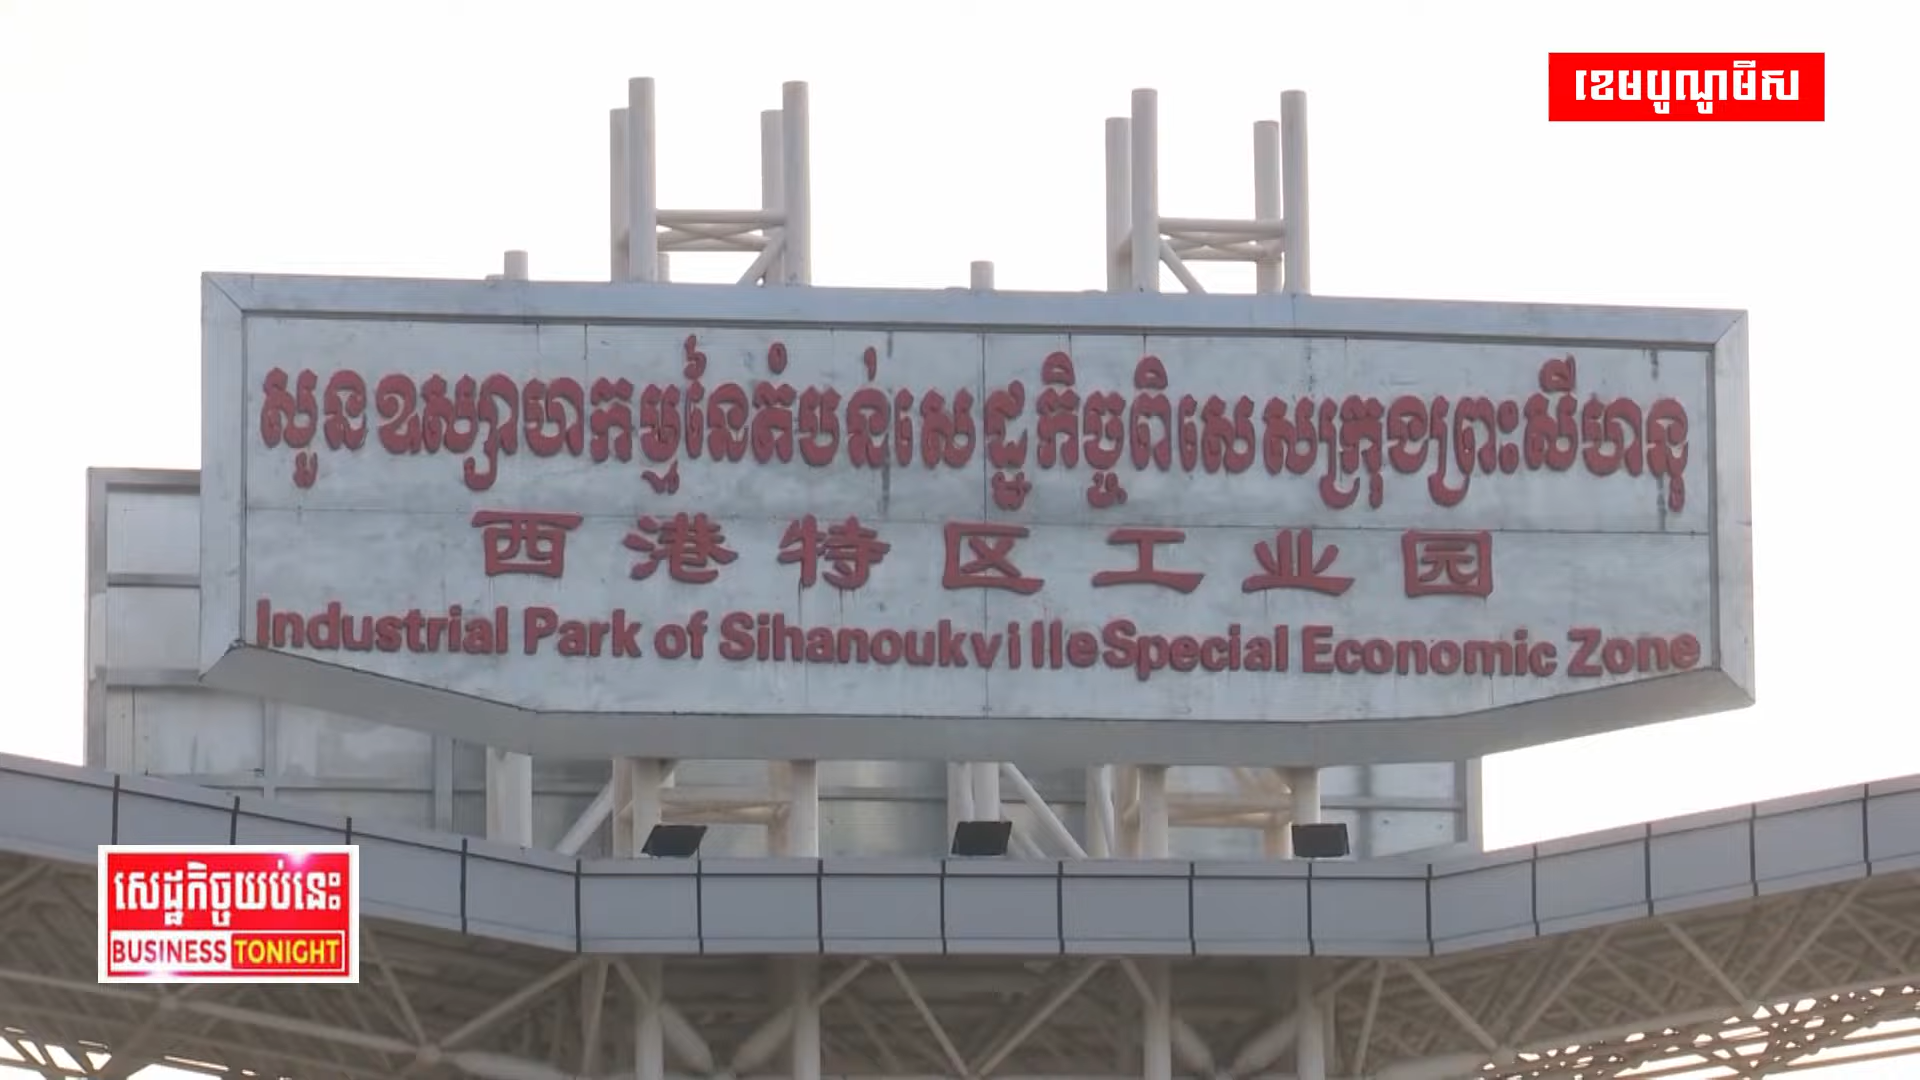 ខេមបូណូមីស
សួនឧស្សាហកម្មនៃតំបន់សេដ្ឋកិច្ចពិសេសក្រុងព្រះសីហនុ
西港特区工业园
Industrial Park of Sihanoukville Special Economic Zone
សេដ្ឋកិច្ចយប់នេះ
BUSINESS TONIGHT